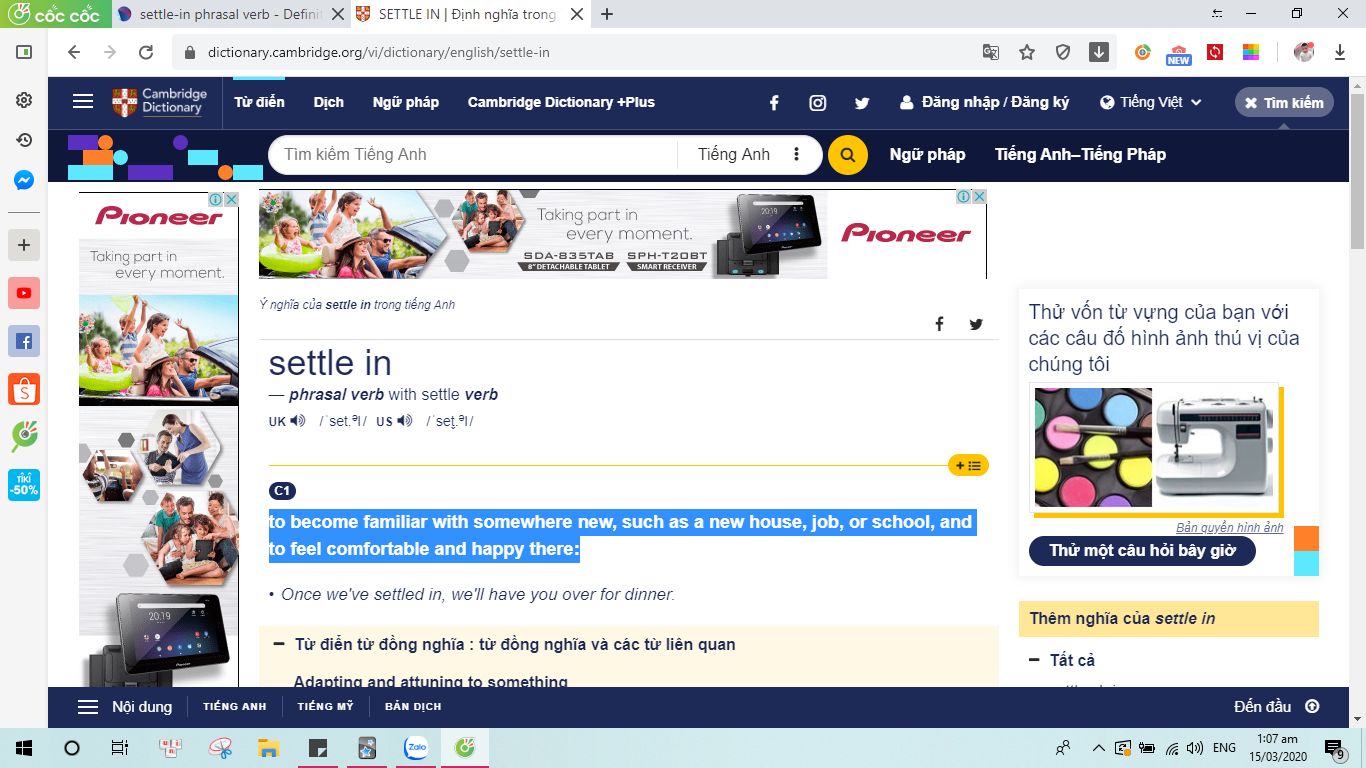 cốc cốc
settle-in phrasal verb - Definiti
SETTLE IN | Định nghĩa trong
dictionary.cambridge.org/vi/dictionary/english/settle-in
NEW
Cambridge Dictionary
Từ điển
Dịch
Ngữ pháp
Cambridge Dictionary +Plus
Đăng nhập / Đăng ký
Tiếng Việt
Tìm kiếm
Tìm kiếm Tiếng Anh
Tiếng Anh
Ngữ pháp
Tiếng Anh–Tiếng Pháp
Pioneer
Taking part in
every moment.
20:19
Pioneer
Taking part in
every moment.
SDA-835TAB
8" DETACHABLE TABLET
SPH-T20BT
SMART RECEIVER
20:19
Pioneer
Ý nghĩa của settle in trong tiếng Anh
settle in
— phrasal verb with settle verb
UK /ˈset.əl/ US /ˈset̬.əl/
C1
to become familiar with somewhere new, such as a new house, job, or school, and
to feel comfortable and happy there:
• Once we've settled in, we'll have you over for dinner.
Từ điển từ đồng nghĩa : từ đồng nghĩa và các từ liên quan
Adapting and attuning to something
Thử vốn từ vựng của bạn với
các câu đố hình ảnh thú vị của
chúng tôi
Bản quyền hình ảnh
Thử một câu hỏi bây giờ
Thêm nghĩa của settle in
Tất cả
TIKI
-50%
Nội dung
TIẾNG ANH
TIẾNG MỸ
BẢN DỊCH
Đến đầu
Zalo
ENG
1:07 am
15/03/2020
9